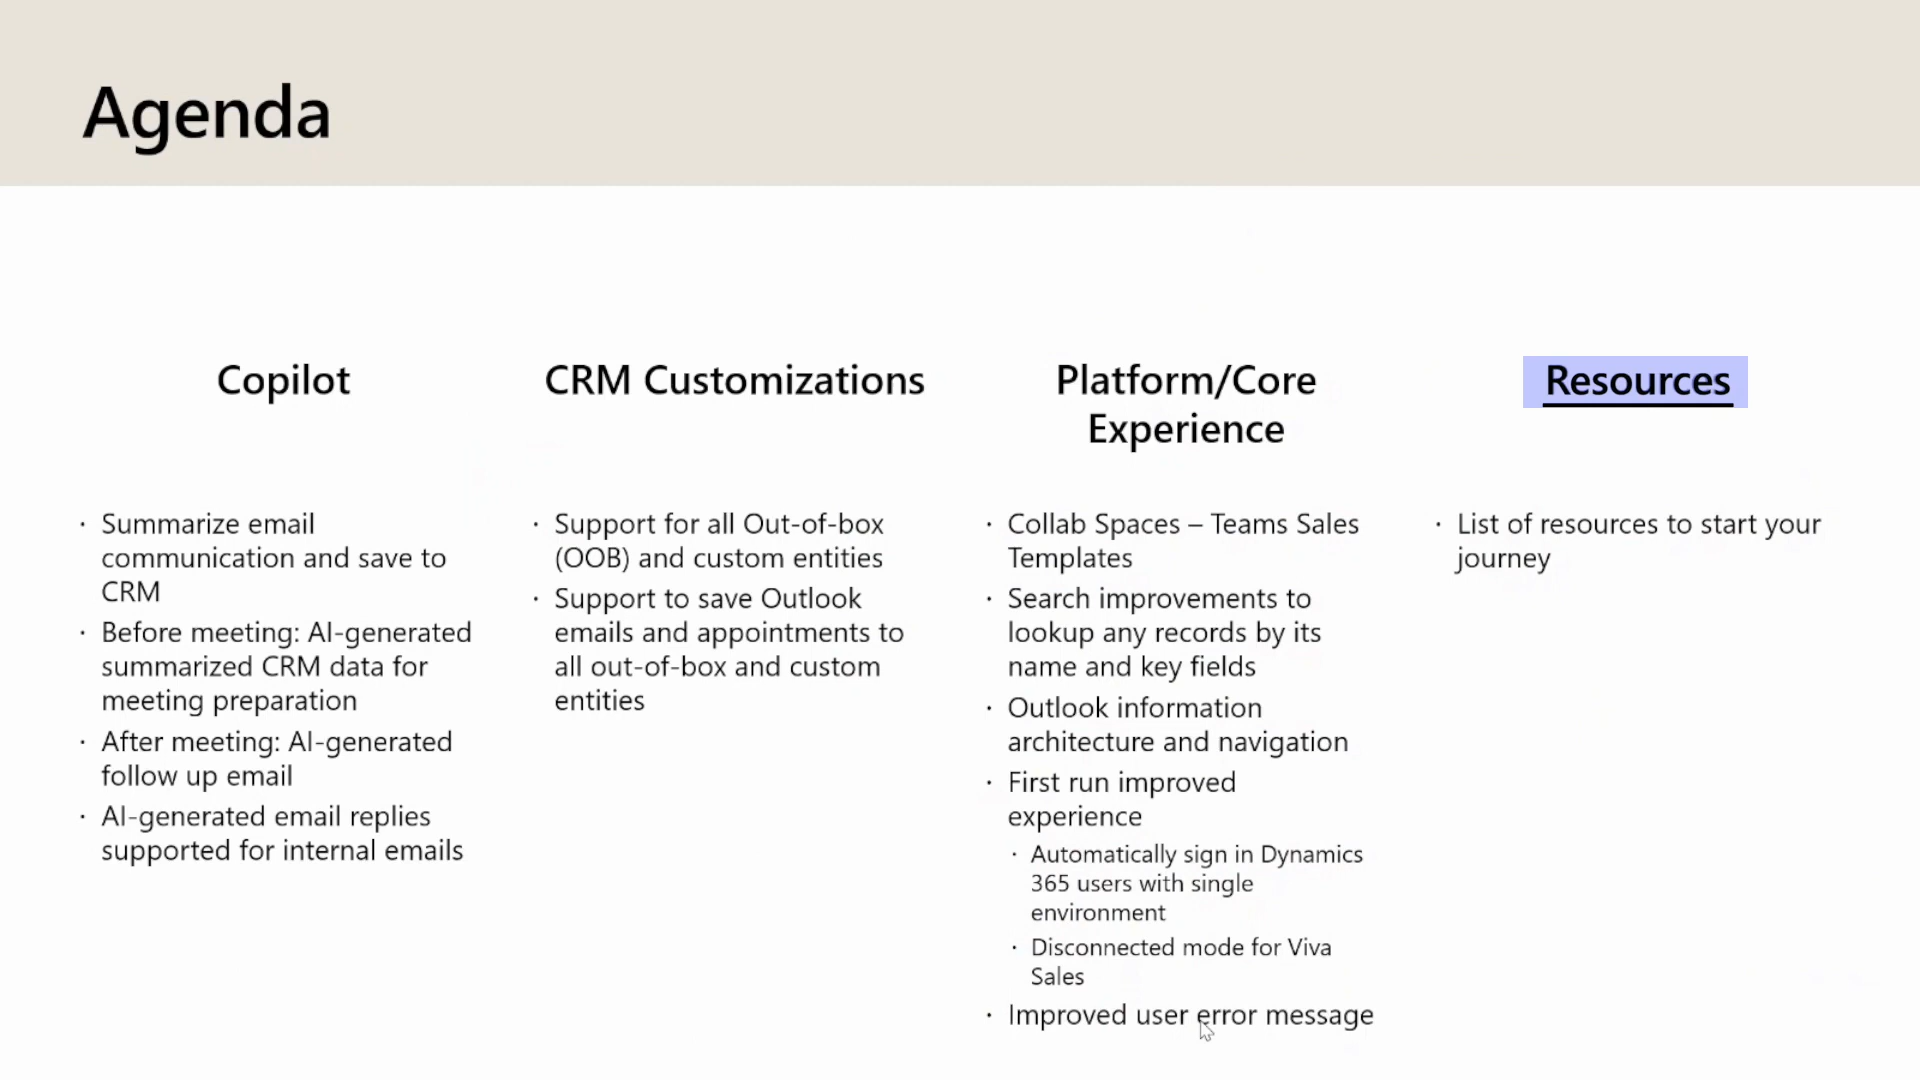 Agenda
Copilot
· Summarize email
communication and save to
CRM
· Before meeting: AI-generated
summarized CRM data for
meeting preparation
· After meeting: AI-generated
follow up email
· AI-generated email replies
supported for internal emails
CRM Customizations
· Support for all Out-of-box
(OOB) and custom entities
· Support to save Outlook
emails and appointments to
all out-of-box and custom
entities
Platform/Core
Experience
· Collab Spaces – Teams Sales
Templates
· Search improvements to
lookup any records by its
name and key fields
· Outlook information
architecture and navigation
· First run improved
experience
· Automatically sign in Dynamics
365 users with single
environment
· Disconnected mode for Viva
Sales
· Improved user error message
Resources
· List of resources to start your
journey